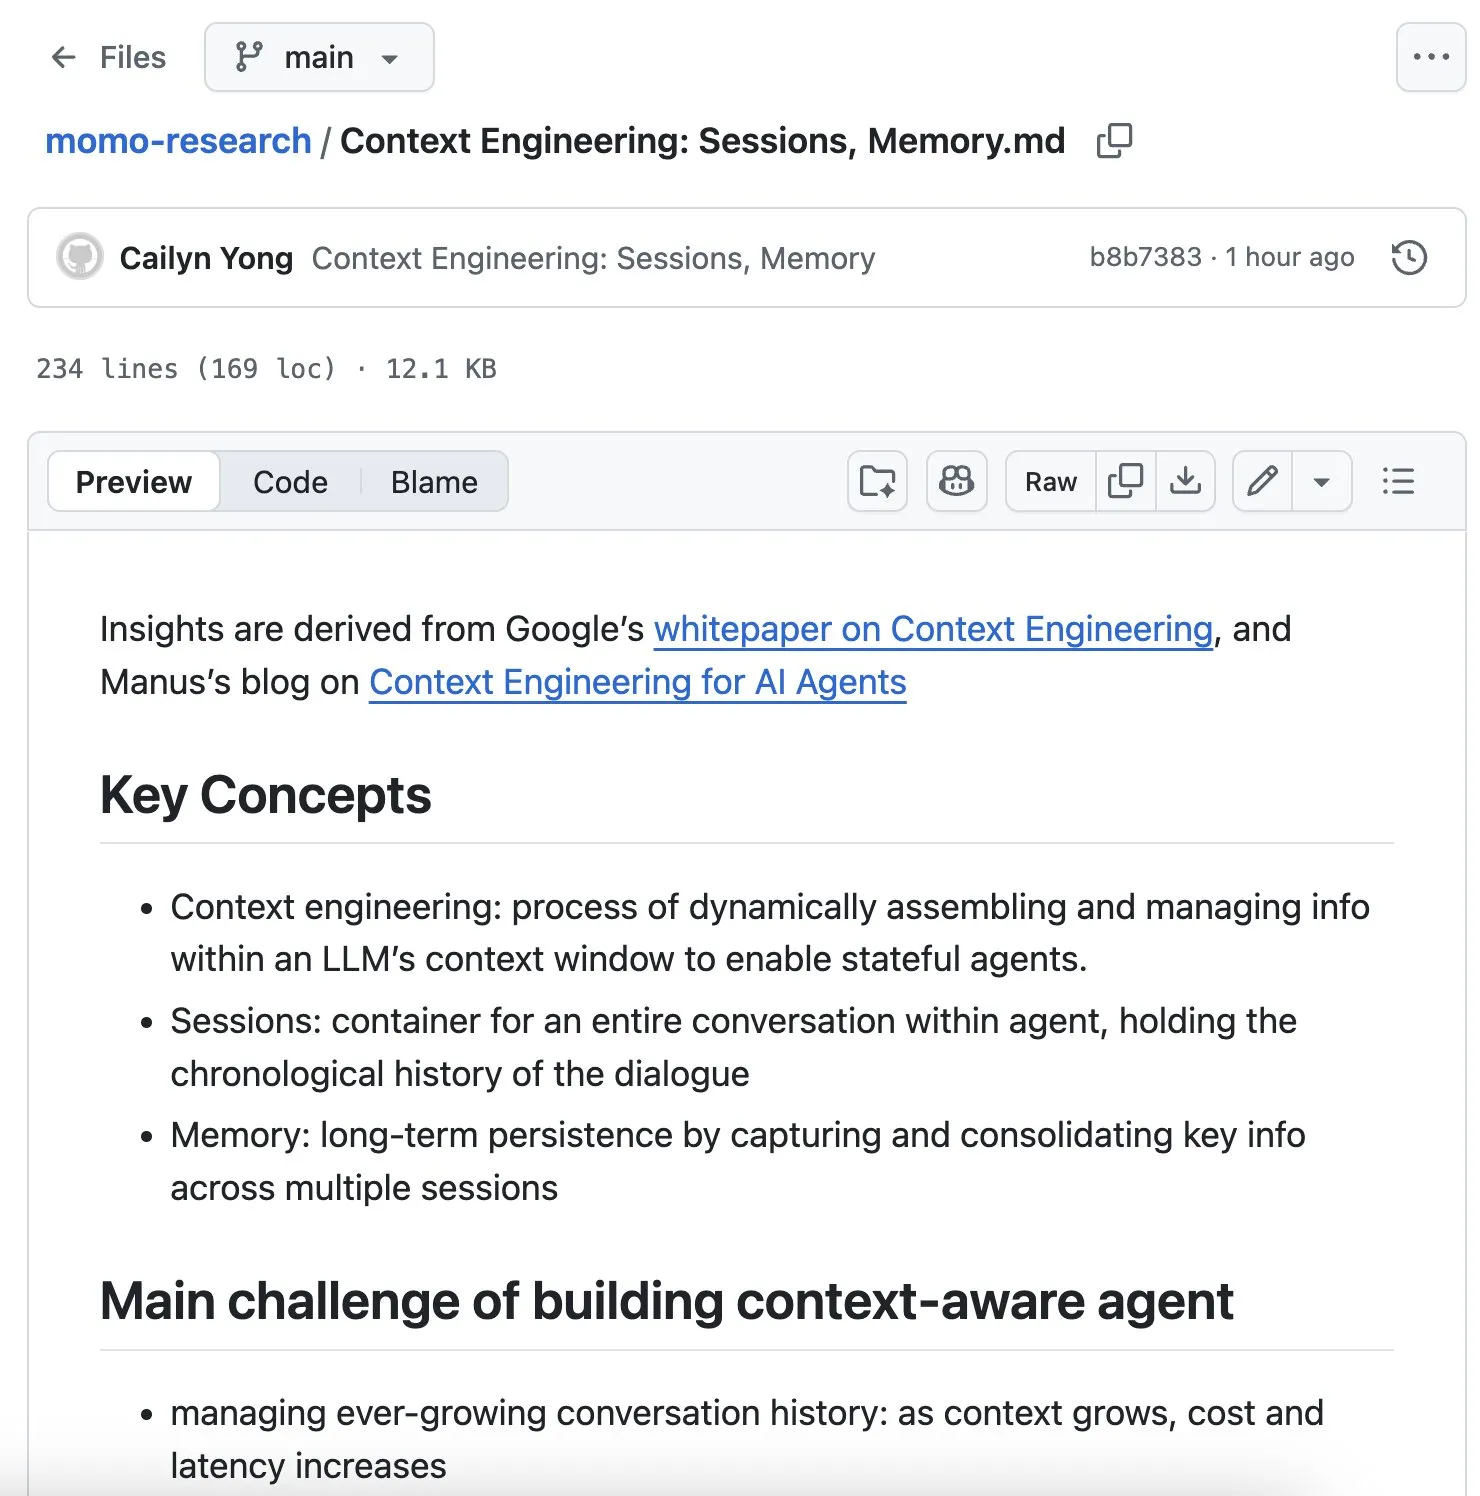 Files
main
momo-research / Context Engineering: Sessions, Memory.md
Cailyn Yong Context Engineering: Sessions, Memory b8b7383 · 1 hour ago
234 lines (169 loc) · 12.1 KB
Preview Code Blame Raw
Insights are derived from Google’s whitepaper on Context Engineering, and
Manus’s blog on Context Engineering for AI Agents
Key Concepts
• Context engineering: process of dynamically assembling and managing info
within an LLM’s context window to enable stateful agents.
• Sessions: container for an entire conversation within agent, holding the
chronological history of the dialogue
• Memory: long-term persistence by capturing and consolidating key info
across multiple sessions
Main challenge of building context-aware agent
• managing ever-growing conversation history: as context grows, cost and
latency increases